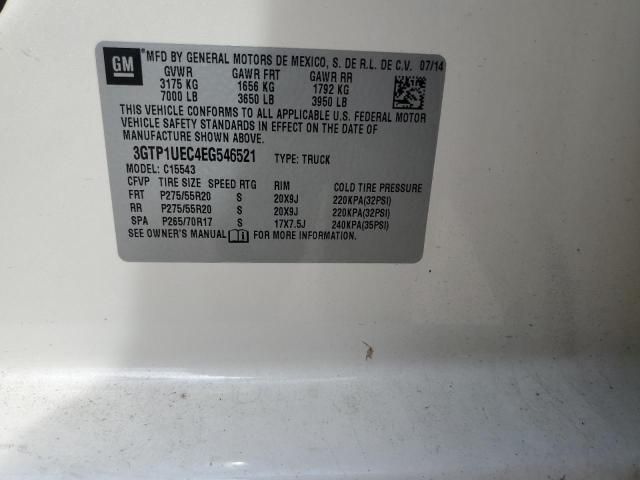 GM
MFD BY GENERAL MOTORS DE MEXICO, S. DE R.L. DE C.V. 07/14
GVWR GAWR FRT GAWR RR
3175 KG 1656 KG 1792 KG
7000 LB 3650 LB 3950 LB
THIS VEHICLE CONFORMS TO ALL APPLICABLE U.S. FEDERAL MOTOR
VEHICLE SAFETY STANDARDS IN EFFECT ON THE DATE OF
MANUFACTURE SHOWN ABOVE.
3GTP1UEC4EG546521 TYPE: TRUCK
MODEL: C15543
CFVP TIRE SIZE SPEED RTG RIM COLD TIRE PRESSURE
FRT P275/55R20 S 20X9J 220KPA(32PSI)
RR P275/55R20 S 20X9J 220KPA(32PSI)
SPA P265/70R17 S 17X7.5J 240KPA(35PSI)
SEE OWNER'S MANUAL FOR MORE INFORMATION.